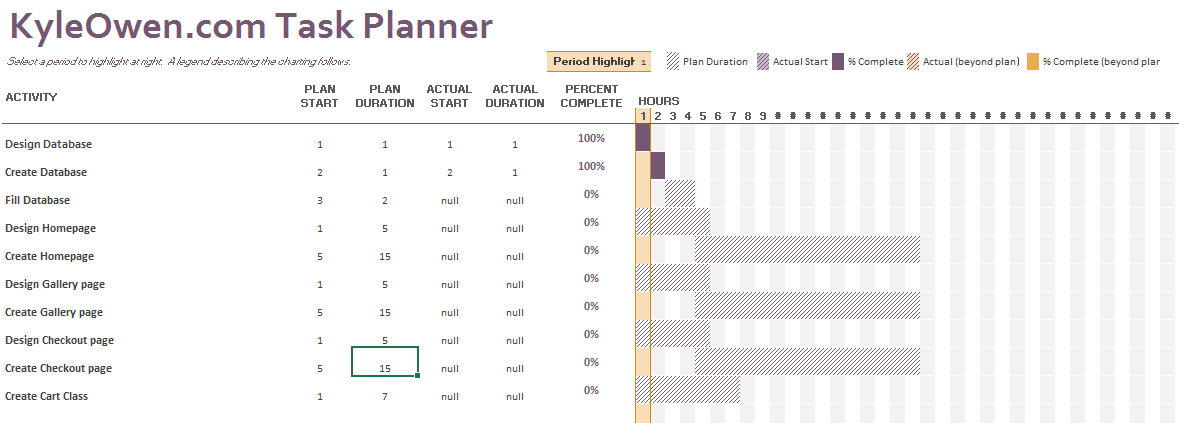 KyleOwen.com Task Planner
Select a period to highlight at right. A legend describing the charting follows.
Period Highlight 1 Plan Duration Actual Start % Complete Actual (beyond plan) % Complete (beyond plar
ACTIVITY PLAN START PLAN DURATION ACTUAL START ACTUAL DURATION PERCENT COMPLETE HOURS
1 2 3 4 5 6 7 8 9 # # # # # # # # # # # # # # # # # # # # # # # # # # #
Design Database 1 1 1 1 100%
Create Database 2 1 2 1 100%
Fill Database 3 2 null null 0%
Design Homepage 1 5 null null 0%
Create Homepage 5 15 null null 0%
Design Gallery page 1 5 null null 0%
Create Gallery page 5 15 null null 0%
Design Checkout page 1 5 null null 0%
Create Checkout page 5 15 null null 0%
Create Cart Class 1 7 null null 0%